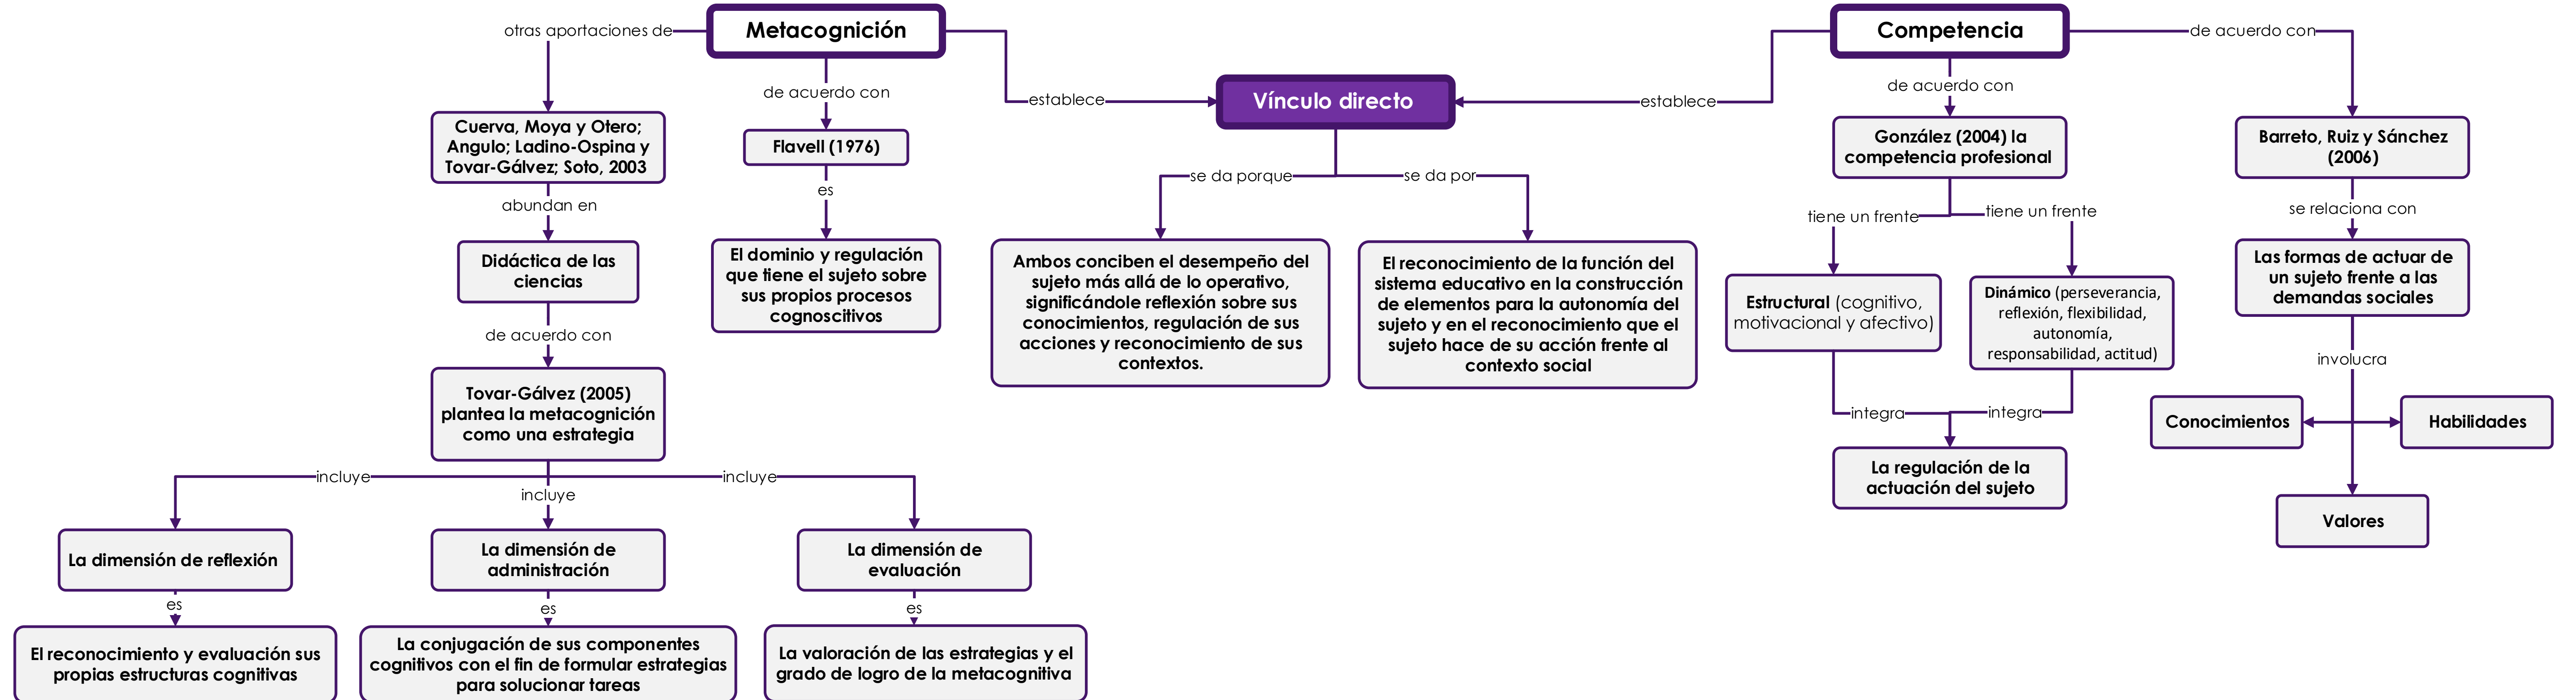 otras aportaciones de
Metacognición
de acuerdo con
establece
Vínculo directo
establece
Competencia
de acuerdo con
de acuerdo con
Cuerva, Moya y Otero;
Angulo; Ladino-Ospina y
Tovar-Gálvez; Soto, 2003
abundan en
Didáctica de las
ciencias
de acuerdo con
Tovar-Gálvez (2005)
plantea la metacognición
como una estrategia
incluye
incluye
incluye
La dimensión de reflexión
es
El reconocimiento y evaluación sus
propias estructuras cognitivas
La dimensión de
administración
es
La conjugación de sus componentes
cognitivos con el fin de formular estrategias
para solucionar tareas
La dimensión de
evaluación
es
La valoración de las estrategias y el
grado de logro de la metacognitiva
Flavell (1976)
es
El dominio y regulación
que tiene el sujeto sobre
sus propios procesos
cognoscitivos
se da porque
Ambos conciben el desempeño del
sujeto más allá de lo operativo,
significándole reflexión sobre sus
conocimientos, regulación de sus
acciones y reconocimiento de sus
contextos.
se da por
El reconocimiento de la función del
sistema educativo en la construcción
de elementos para la autonomía del
sujeto y en el reconocimiento que el
sujeto hace de su acción frente al
contexto social
González (2004) la
competencia profesional
tiene un frente
tiene un frente
Estructural (cognitivo,
motivacional y afectivo)
Dinámico (perseverancia,
reflexión, flexibilidad,
autonomía,
responsabilidad, actitud)
integra
integra
La regulación de la
actuación del sujeto
Barreto, Ruiz y Sánchez
(2006)
se relaciona con
Las formas de actuar de
un sujeto frente a las
demandas sociales
involucra
Conocimientos
Habilidades
Valores